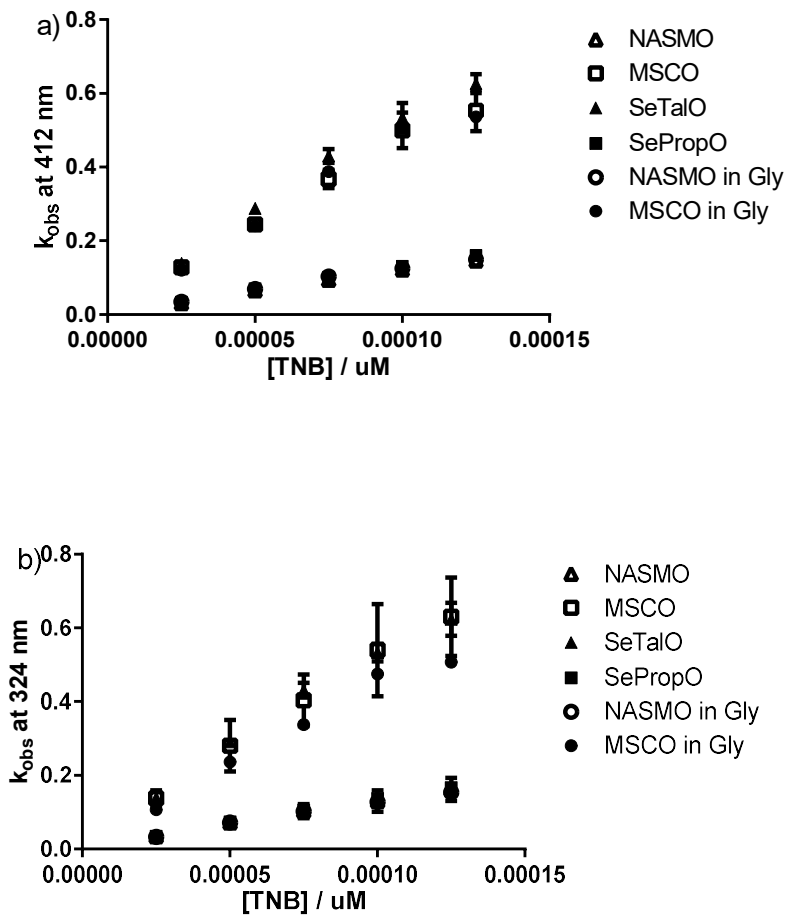 a)
0.8
0.6
0.4
0.2
0.0
kobs at 412 nm
0.00000
0.00005
0.00010
0.00015
[TNB] / uM
NASMO
MSCO
SeTalO
SePropO
NASMO in Gly
MSCO in Gly
b)
0.8
0.6
0.4
0.2
0.0
kobs at 324 nm
0.00000
0.00005
0.00010
0.00015
[TNB] / uM
NASMO
MSCO
SeTalO
SePropO
NASMO in Gly
MSCO in Gly